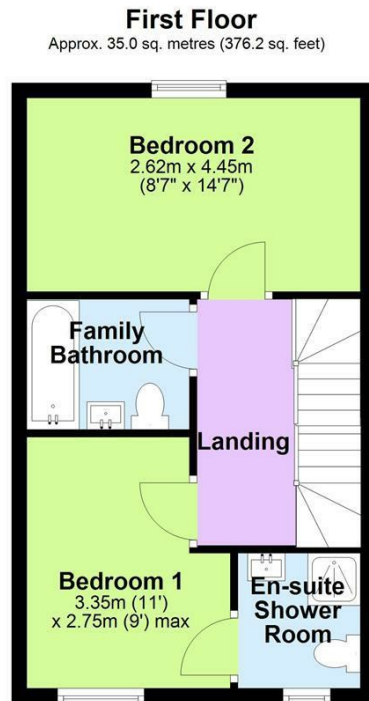 First Floor
Approx. 35.0 sq. metres (376.2 sq. feet)
Bedroom 2
2.62m x 4.45m
(8'7" x 14'7")
Family
Bathroom
Landing
Bedroom 1
3.35m (11')
x 2.75m (9') max
En-suite
Shower
Room